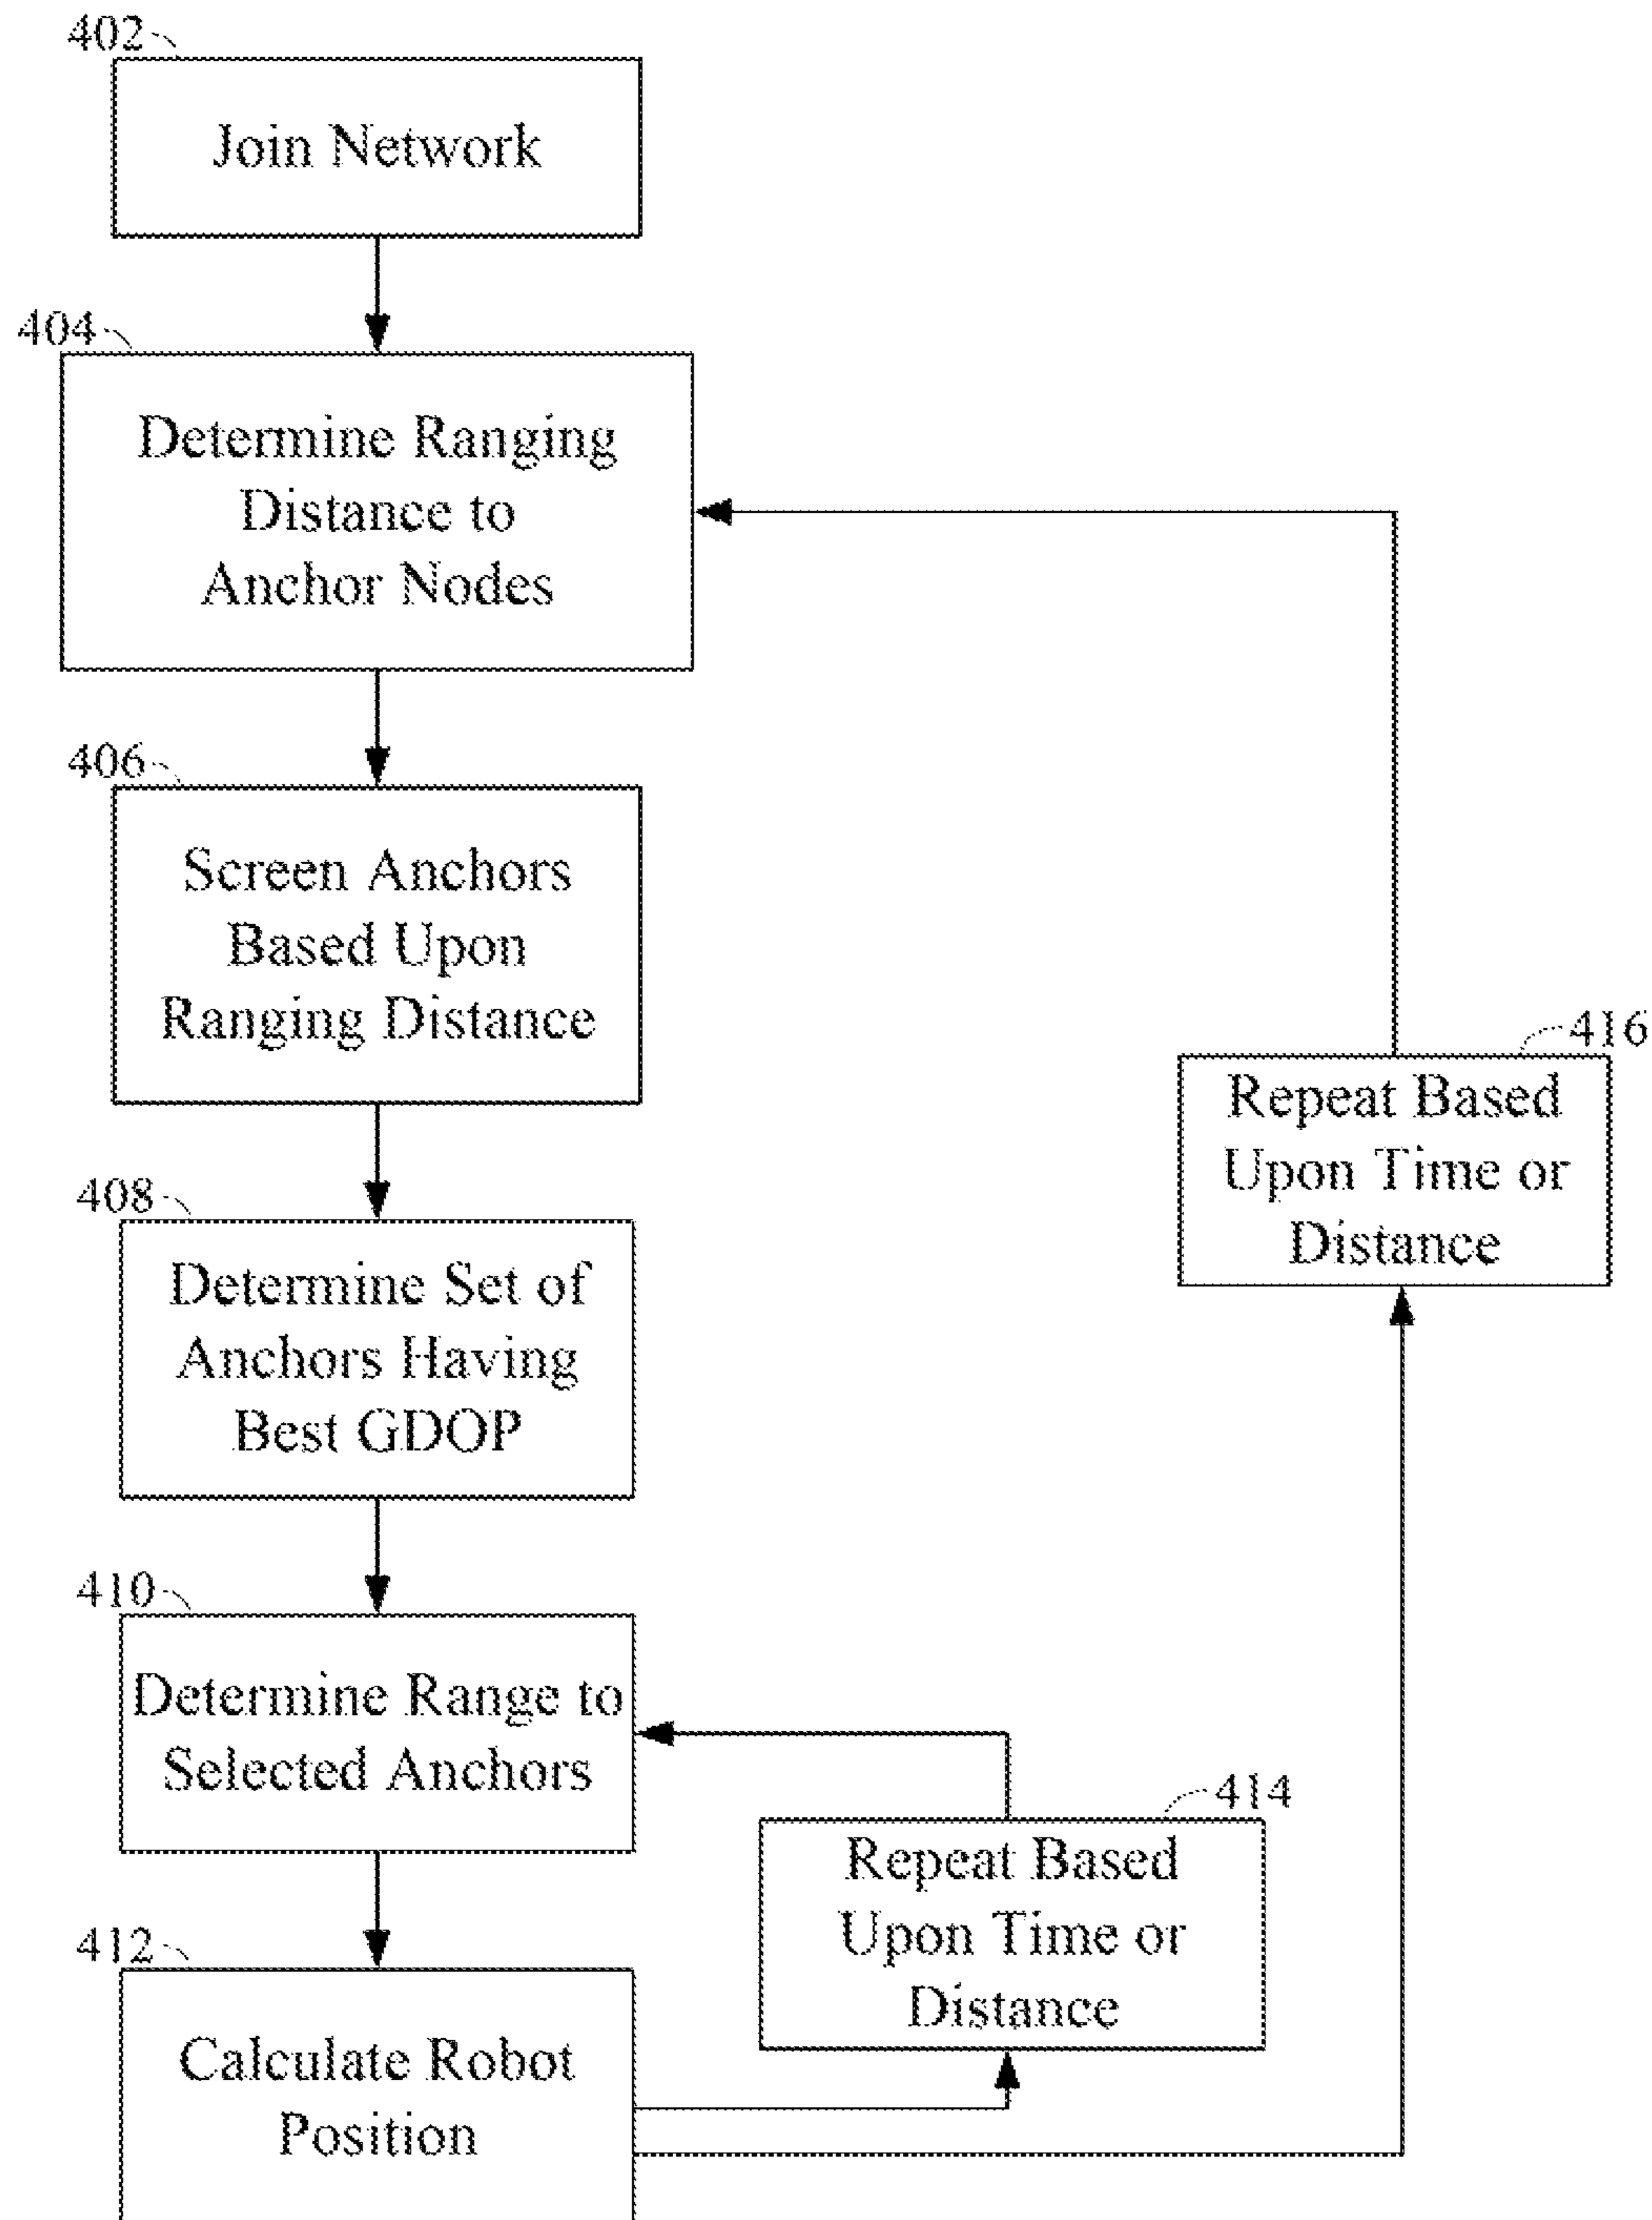 402
Join Network
404
Determine Ranging
Distance to
Anchor Nodes
406
Screen Anchors
Based Upon
Ranging Distance
416
Repeat Based
Upon Time or
Distance
408
Determine Set of
Anchors Having
Best GDOP
410
Determine Range to
Selected Anchors
414
Repeat Based
Upon Time or
Distance
412
Calculate Robot
Position